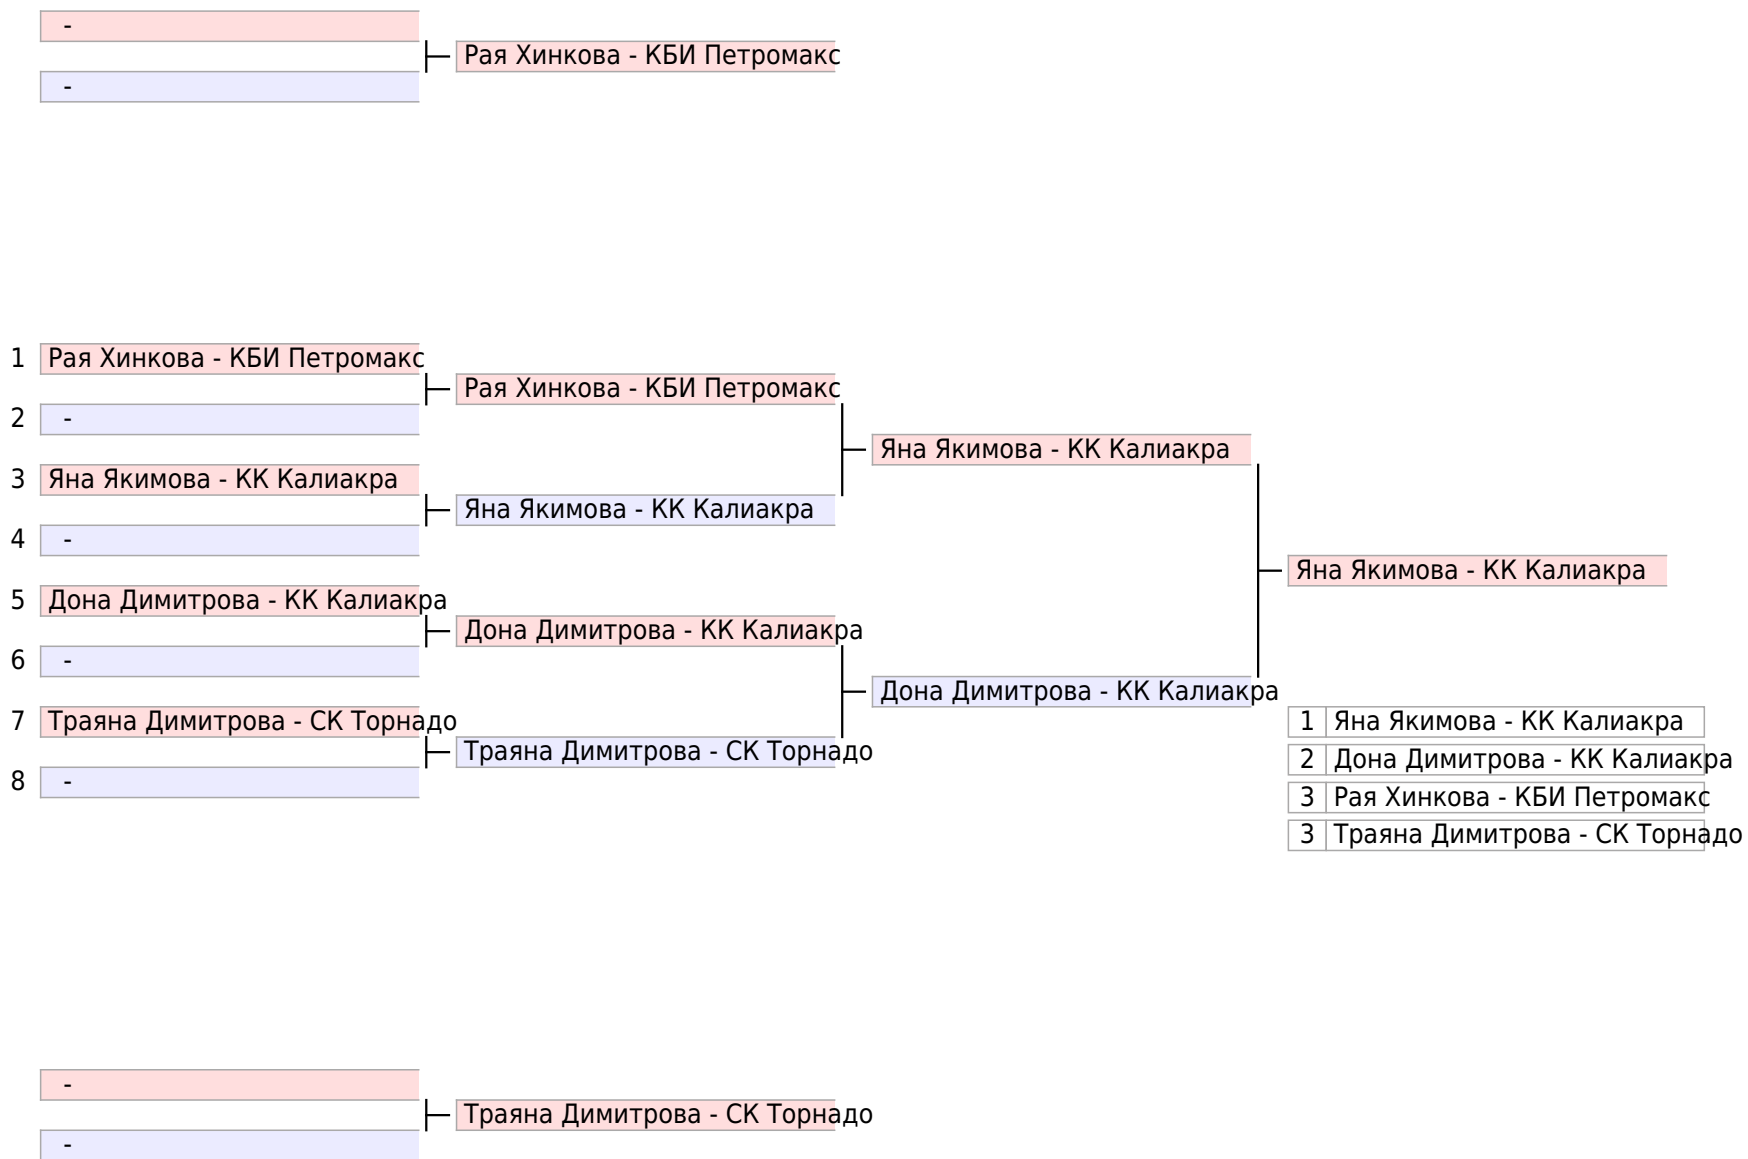 -
Рая Хинкова - КБИ Петромакс
-
1 Рая Хинкова - КБИ Петромакс
Рая Хинкова - КБИ Петромакс
2 -
Яна Якимова - КК Калиакра
3 Яна Якимова - КК Калиакра
Яна Якимова - КК Калиакра
4 -
Яна Якимова - КК Калиакра
5 Дона Димитрова - КК Калиакра
Дона Димитрова - КК Калиакра
6 -
Дона Димитрова - КК Калиакра
7 Траяна Димитрова - СК Торнадо
1 Яна Якимова - КК Калиакра
Траяна Димитрова - СК Торнадо
2 Дона Димитрова - КК Калиакра
8 -
3 Рая Хинкова - КБИ Петромакс
3 Траяна Димитрова - СК Торнадо
-
Траяна Димитрова - СК Торнадо
-